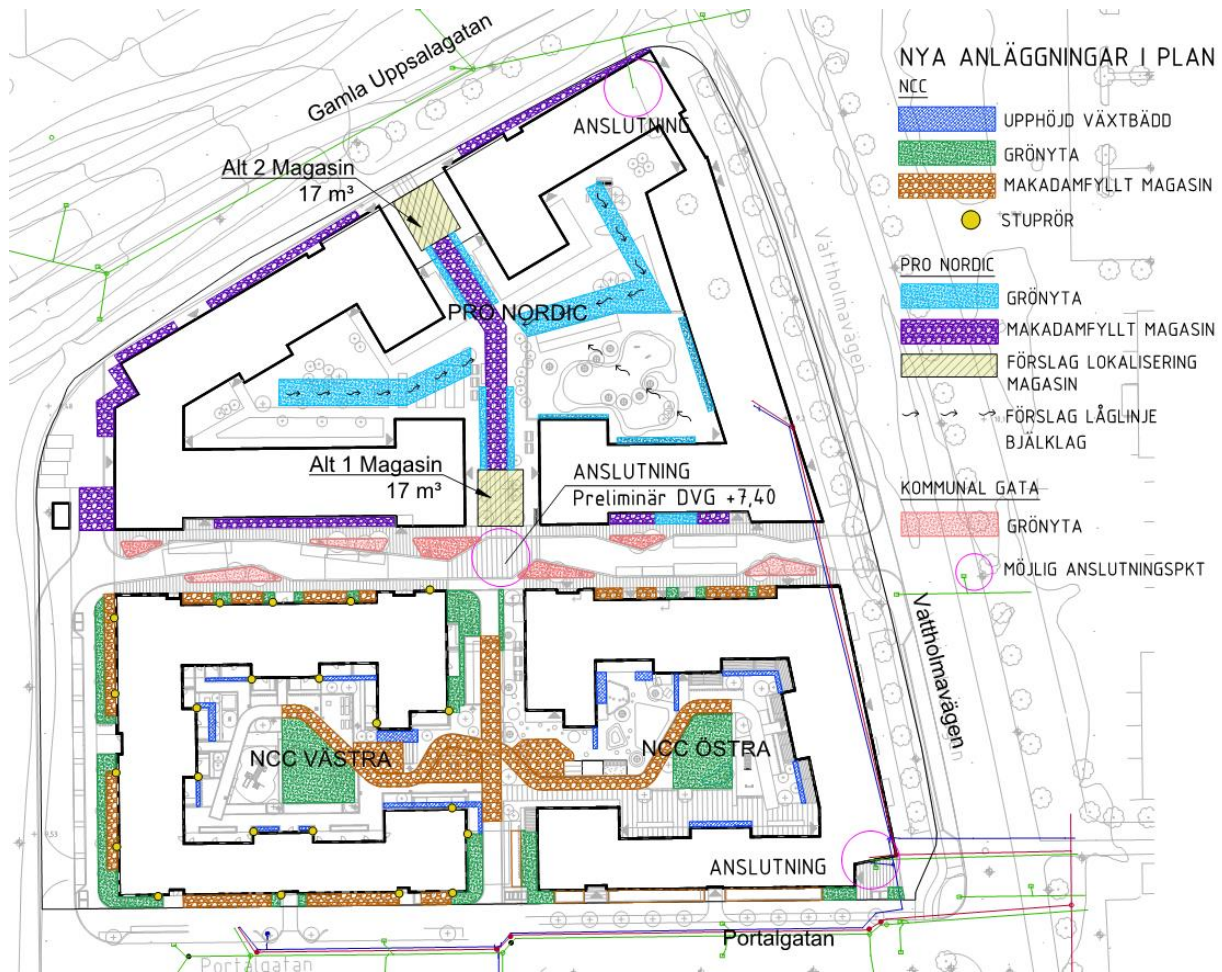 Gamla Uppsalagatan
ANSLUTNING
Alt 2 Magasin
17 m³
PRO NORDIC
Vattholmavägen
Alt 1 Magasin
17 m³
ANSLUTNING
Preliminär DVG +7,40
NCC VÄSTRA
NCC ÖSTRA
Vattholmavägen
9,53
ANSLUTNING
Portalgatan
Portalgatan
NYA ANLÄGGNINGAR I PLAN
NCC
UPPHÖJD VÄXTBÄDD
GRÖNYTA
MAKADAMFYLLT MAGASIN
STUPRÖR
PRO NORDIC
GRÖNYTA
MAKADAMFYLLT MAGASIN
FÖRSLAG LOKALISERING
MAGASIN
FÖRSLAG LÅGLINJE
BJÄLKLAG
KOMMUNAL GATA
GRÖNYTA
MÖJLIG ANSLUTNINGSPKT